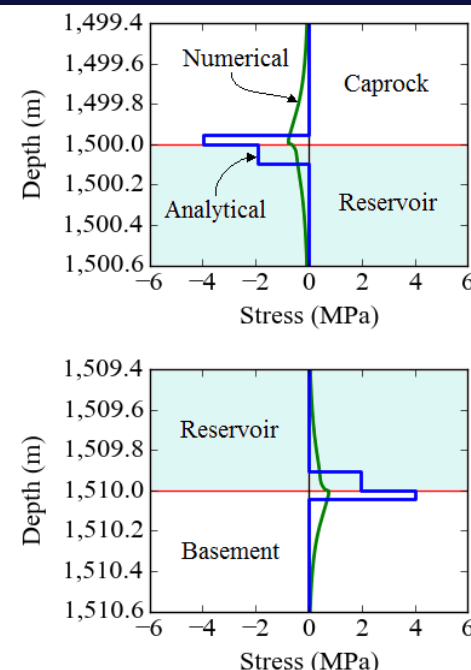 1,499.4
1,499.6
1,499.8
1,500.0
1,500.2
1,500.4
1,500.6
Depth (m)
Numerical
Caprock
Analytical
Reservoir
−6 −4 −2 0 2 4 6
Stress (MPa)
1,509.4
1,509.6
1,509.8
1,510.0
1,510.2
1,510.4
1,510.6
Depth (m)
Reservoir
Basement
−6 −4 −2 0 2 4 6
Stress (MPa)